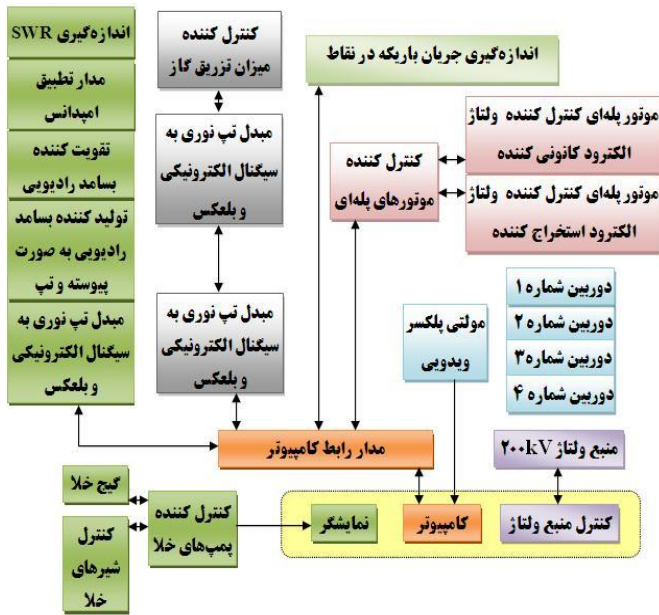 اندازه‌گیری SWR
مدار تطبیق
امپدانس
تقویت کننده
بسامد رادیویی
تولید کننده بسامد
رادیویی به صورت
پیوسته و تپ
مبدل تپ نوری به
سیگنال الکترونیکی
و بلعکس
کنترل کننده
میزان تزریق گاز
مبدل تپ نوری به
سیگنال الکترونیکی
و بلعکس
مبدل تپ نوری به
سیگنال الکترونیکی
و بلعکس
اندازه‌گیری جریان باریکه در نقاط
کنترل کننده
موتورهای پله‌ای
موتور پله‌ای کنترل کننده ولتاژ
الکترود کانونی کننده
موتور پله‌ای کنترل کننده ولتاژ
الکترود استخراج کننده
مولتی پلکسر
ویدویی
دوربین شماره ۱
دوربین شماره ۲
دوربین شماره ۳
دوربین شماره ۴
مدار رابط کامپیوتر
منبع ولتاژ ۲۰۰kV
گیج خلا
کنترل
شیرهای
خلا
کنترل کننده
پمپ‌های خلا
نمایشگر
کامپیوتر
کنترل منبع ولتاژ